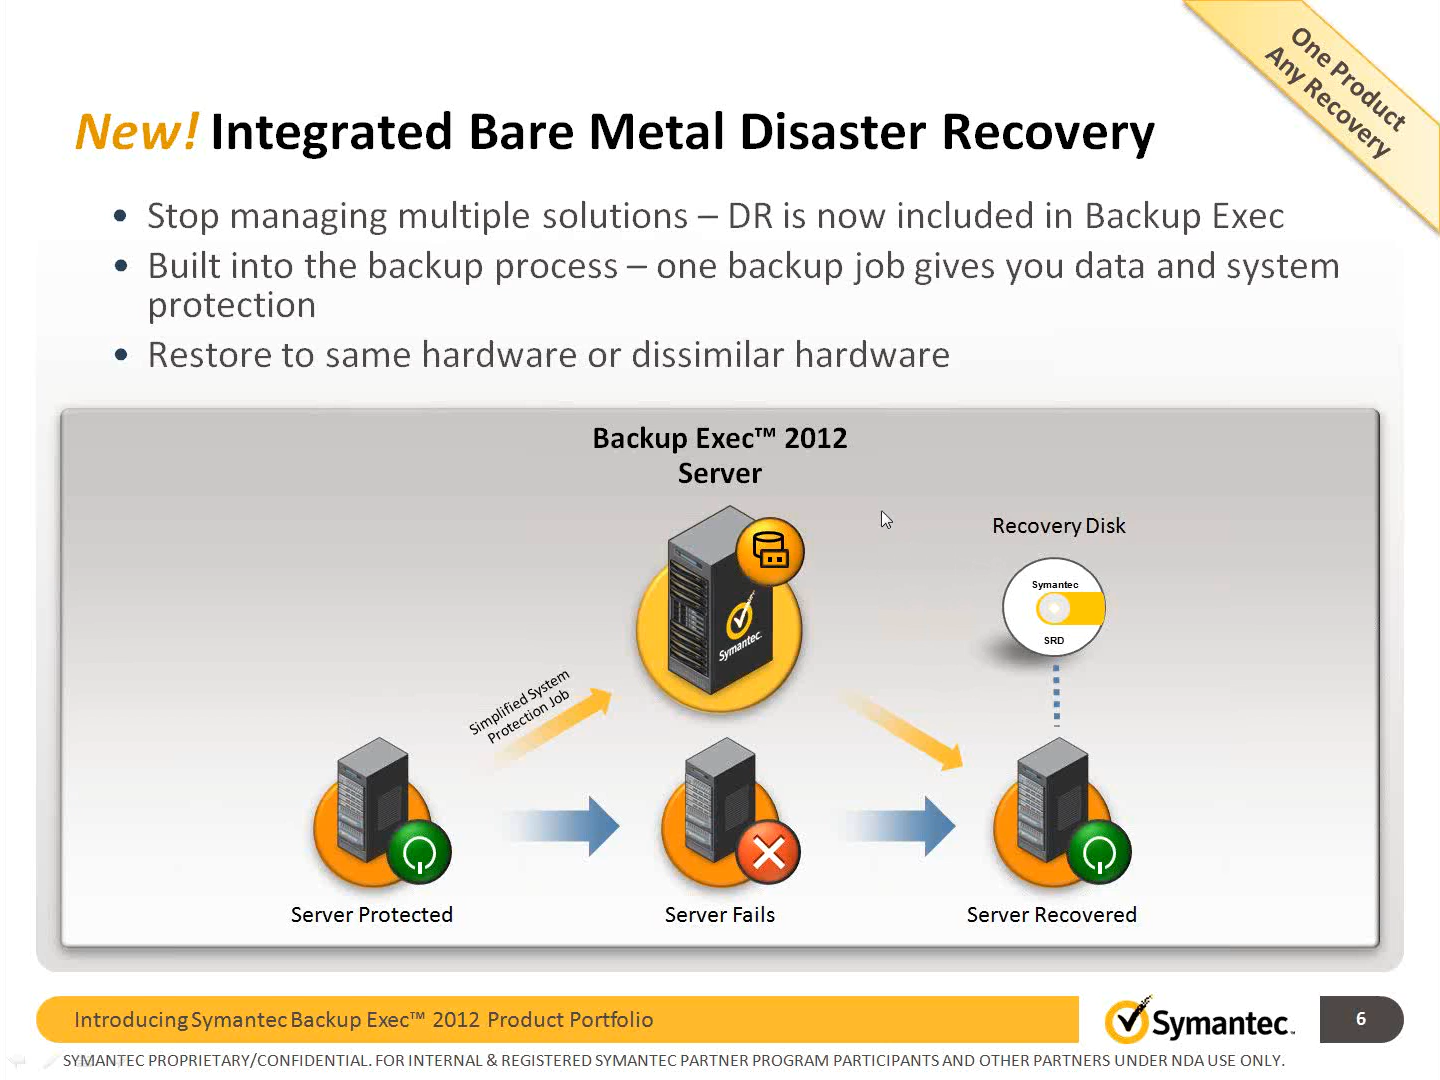 One Product
Any Recovery
New! Integrated Bare Metal Disaster Recovery
• Stop managing multiple solutions – DR is now included in Backup Exec
• Built into the backup process – one backup job gives you data and system
protection
• Restore to same hardware or dissimilar hardware
Backup Exec™ 2012
Server
Recovery Disk
Symantec
SRD
Symantec.
Simplified System
Protection Job
Server Protected
Server Fails
Server Recovered
Introducing Symantec Backup Exec™ 2012 Product Portfolio
Symantec.
6
SYMANTEC PROPRIETARY/CONFIDENTIAL. FOR INTERNAL & REGISTERED SYMANTEC PARTNER PROGRAM PARTICIPANTS AND OTHER PARTNERS UNDER NDA USE ONLY.